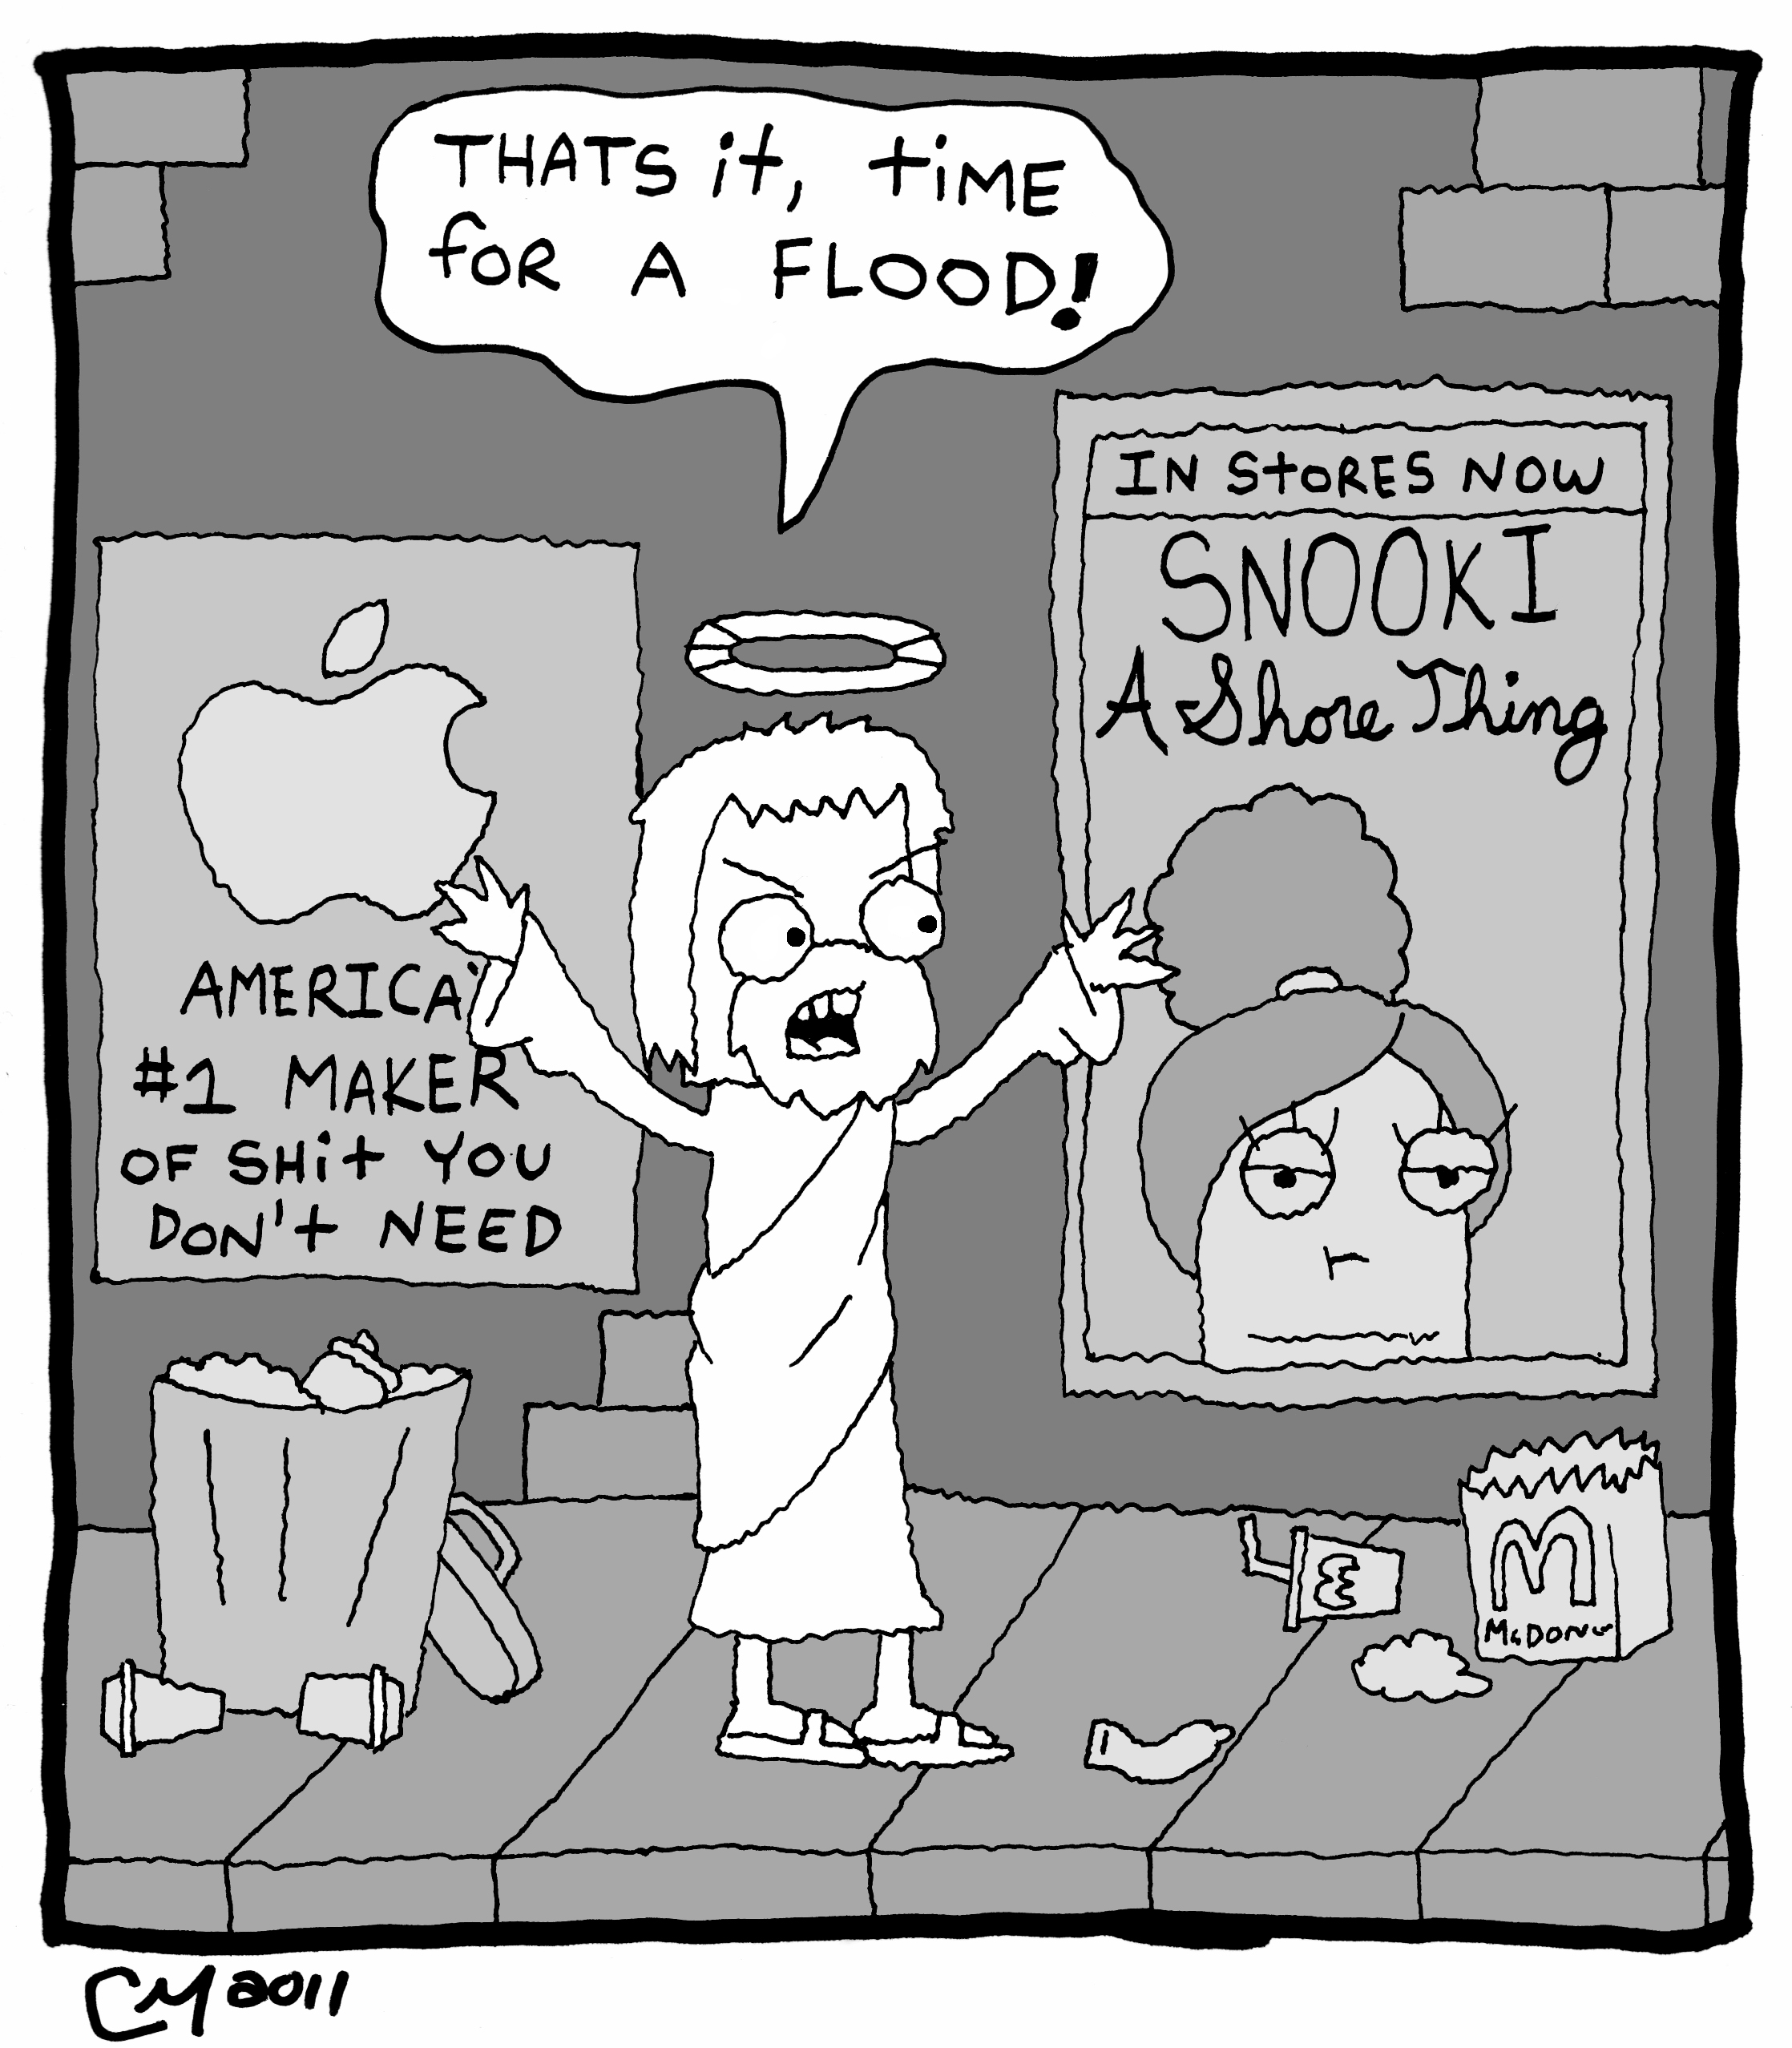 THATS it, tiME
foR A FLOOD!
IN StORES NOW
SNOOKI
A Shore Thing
AMERICA'
#1 MAKER
OF SHit YOU
DON't NEED
M
McDON
CM 2011